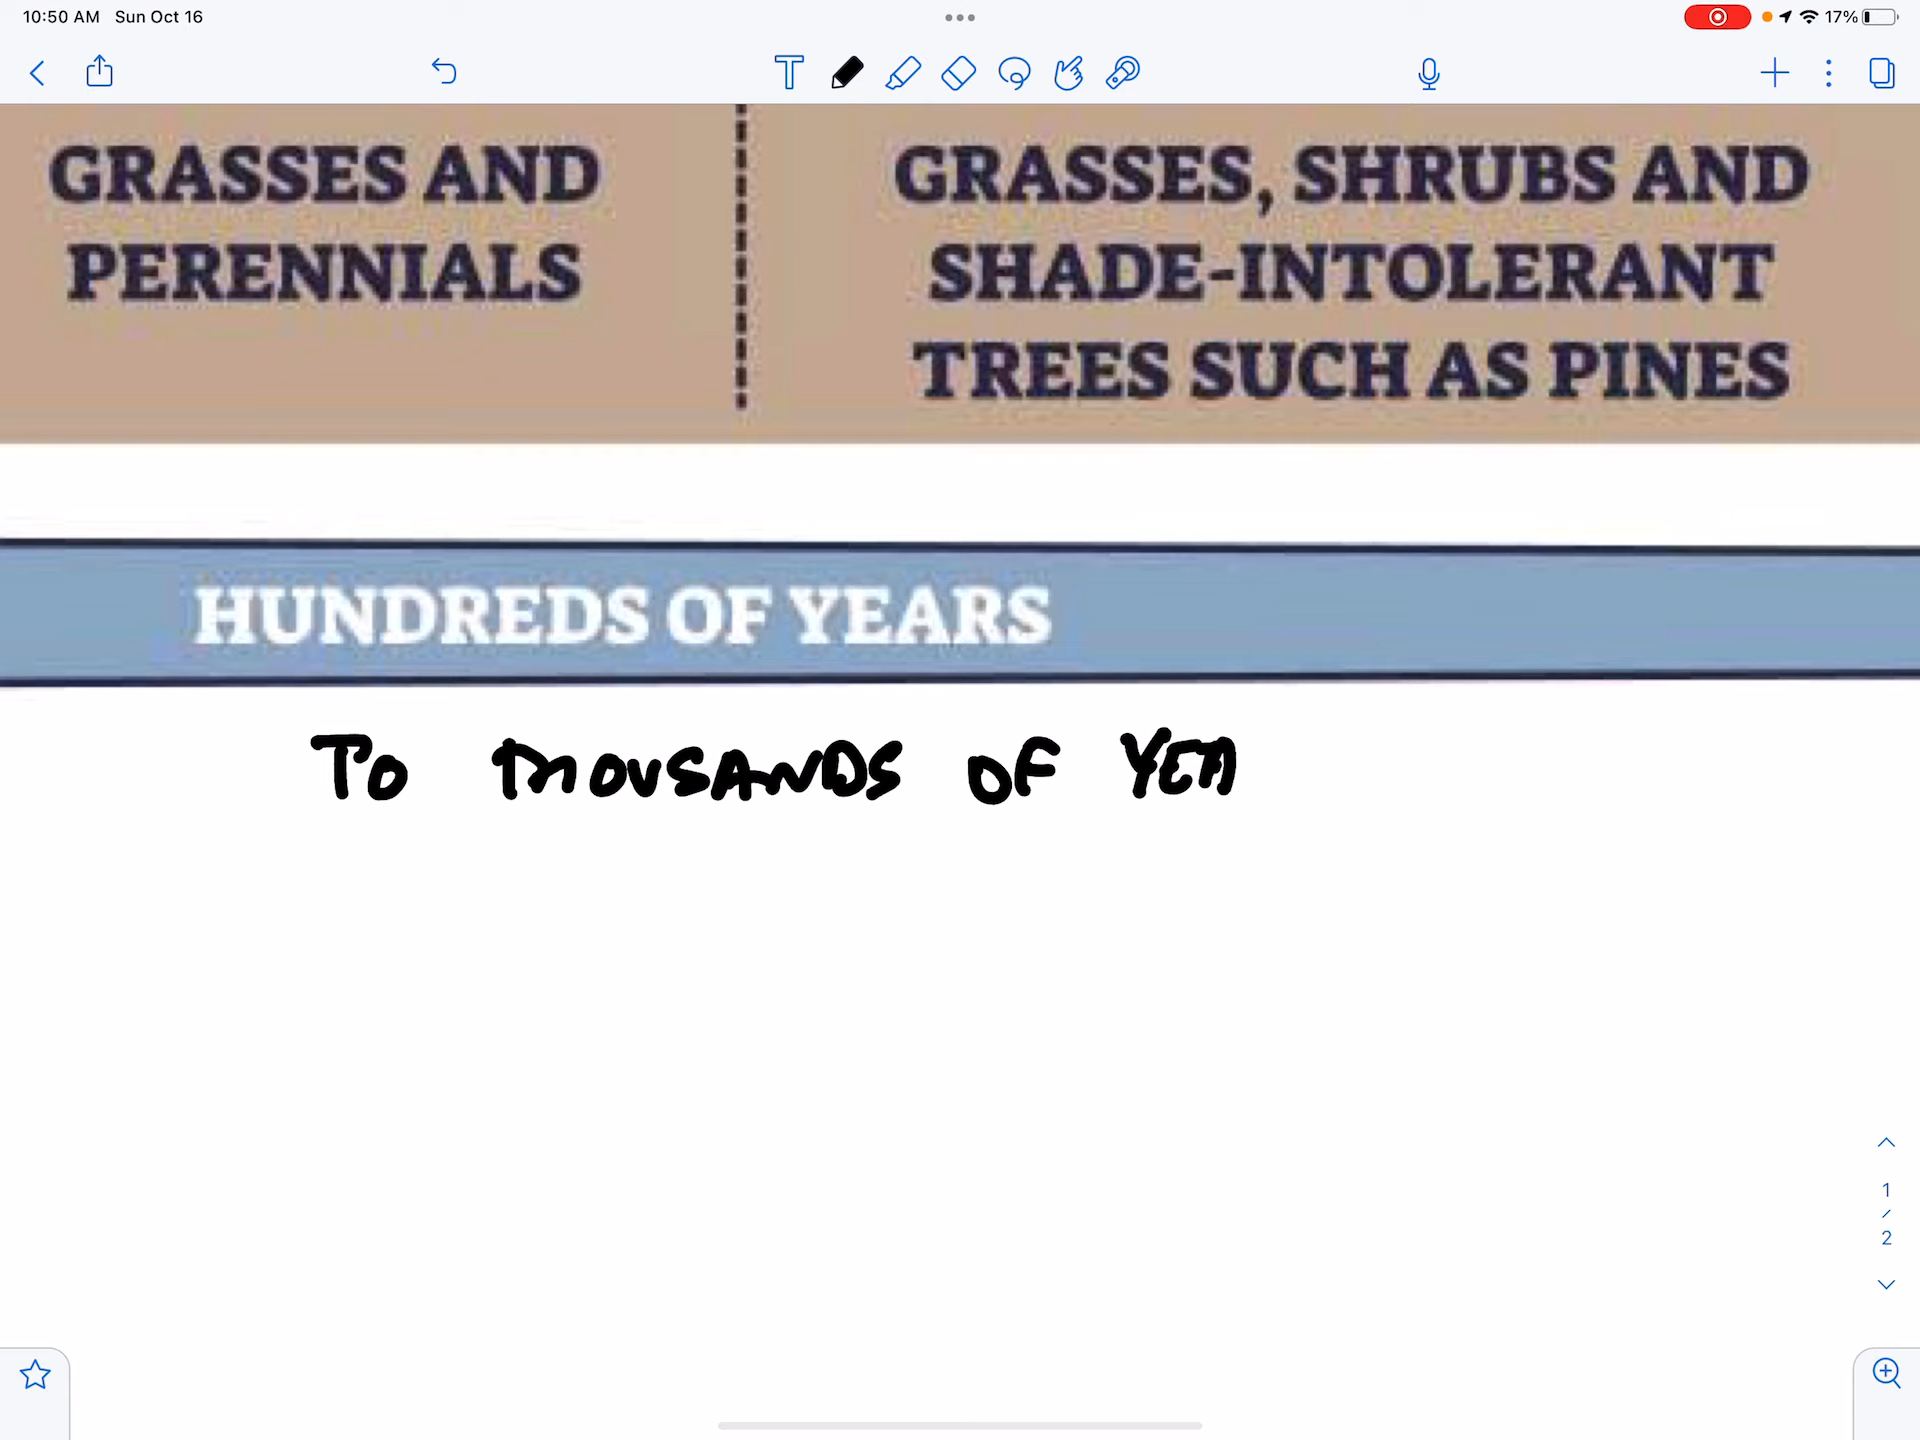 10:50 AM Sun Oct 16
17%
GRASSES AND
PERENNIALS
GRASSES, SHRUBS AND
SHADE-INTOLERANT
TREES SUCH AS PINES
HUNDREDS OF YEARS
TO THOUSANDS OF YEA
1
/
2